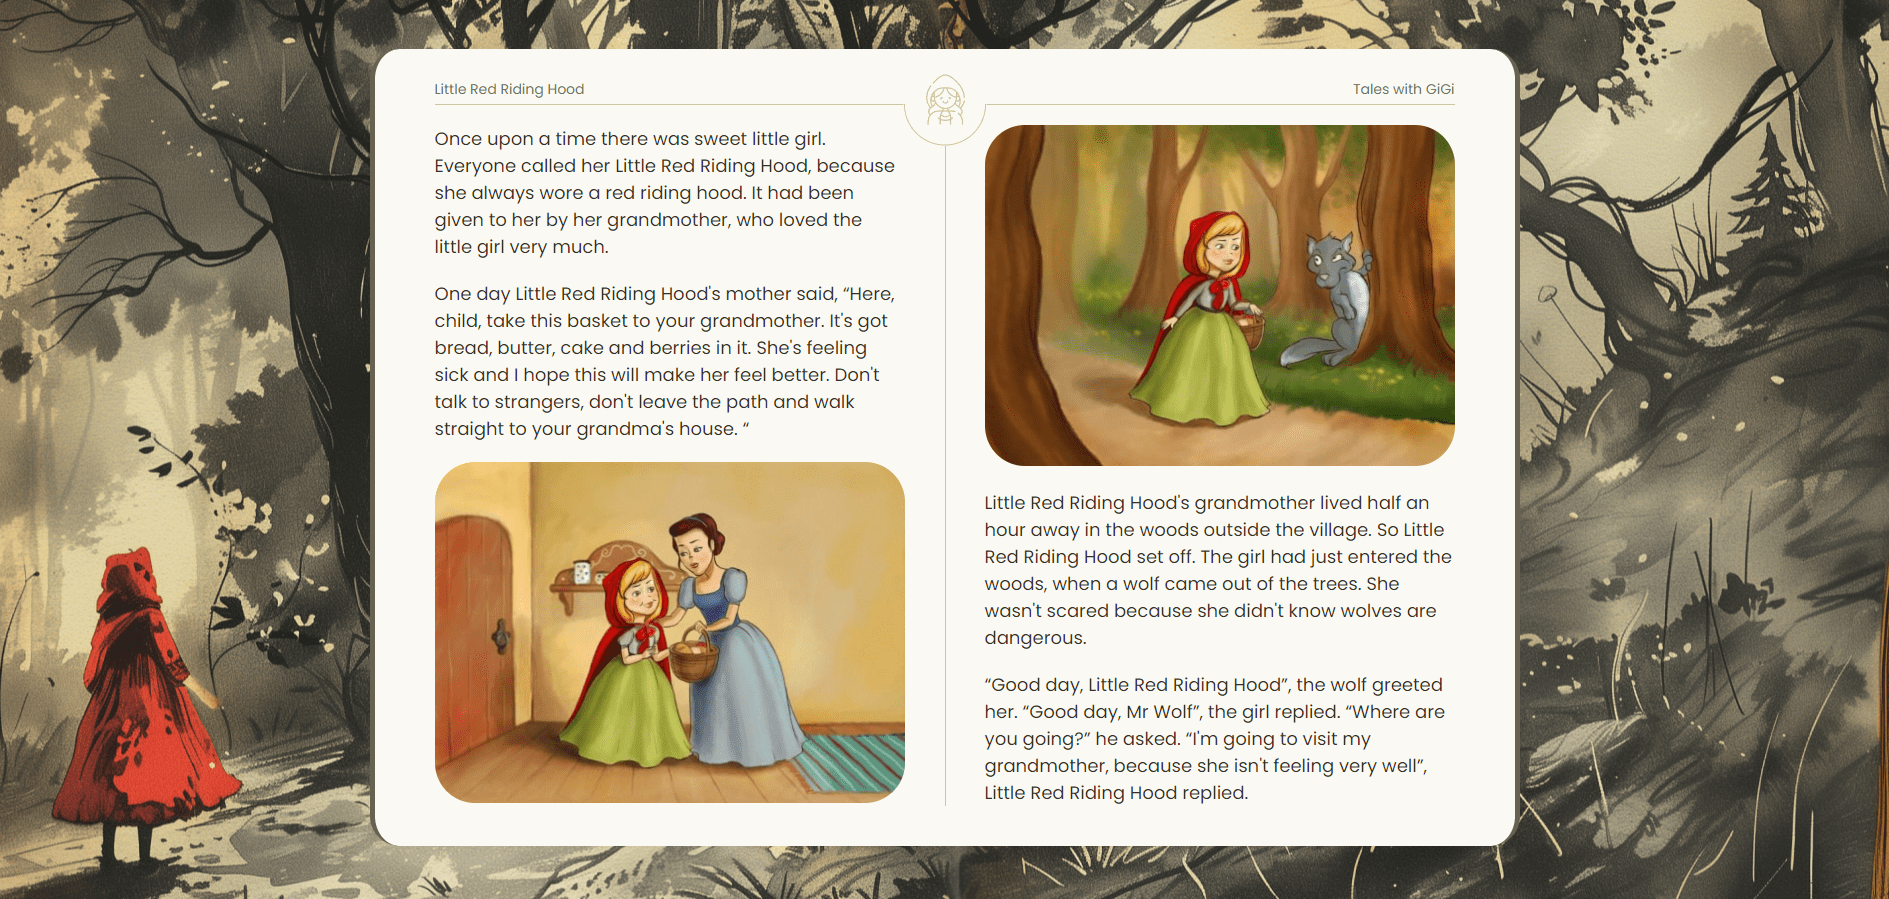 Little Red Riding Hood
Tales with GiGi
Once upon a time there was sweet little girl.
Everyone called her Little Red Riding Hood, because
she always wore a red riding hood. It had been
given to her by her grandmother, who loved the
little girl very much.
One day Little Red Riding Hood's mother said, “Here,
child, take this basket to your grandmother. It's got
bread, butter, cake and berries in it. She's feeling
sick and I hope this will make her feel better. Don't
talk to strangers, don't leave the path and walk
straight to your grandma's house. “
Little Red Riding Hood's grandmother lived half an
hour away in the woods outside the village. So Little
Red Riding Hood set off. The girl had just entered the
woods, when a wolf came out of the trees. She
wasn't scared because she didn't know wolves are
dangerous.
“Good day, Little Red Riding Hood”, the wolf greeted
her. “Good day, Mr Wolf”, the girl replied. “Where are
you going?” he asked. “I'm going to visit my
grandmother, because she isn't feeling very well”,
Little Red Riding Hood replied.